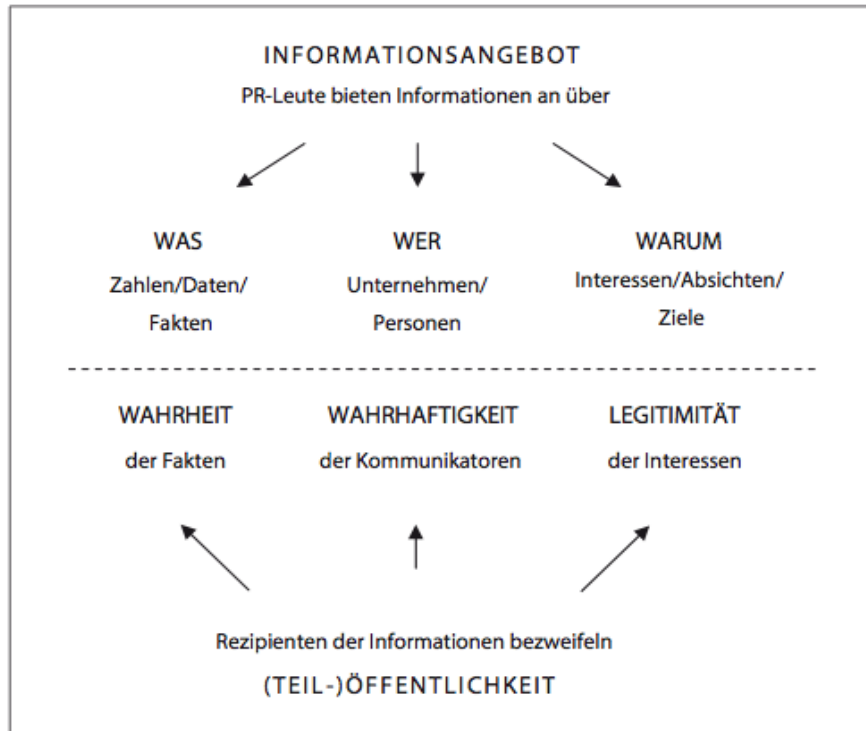 INFORMATIONSANGEBOT
PR-Leute bieten Informationen an über
WAS
Zahlen/Daten/
Fakten
WER
Unternehmen/
Personen
WARUM
Interessen/Absichten/
Ziele
WAHRHEIT
der Fakten
WAHRHAFTIGKEIT
der Kommunikatoren
LEGITIMITÄT
der Interessen
Rezipienten der Informationen bezweifeln
(TEIL-)ÖFFENTLICHKEIT